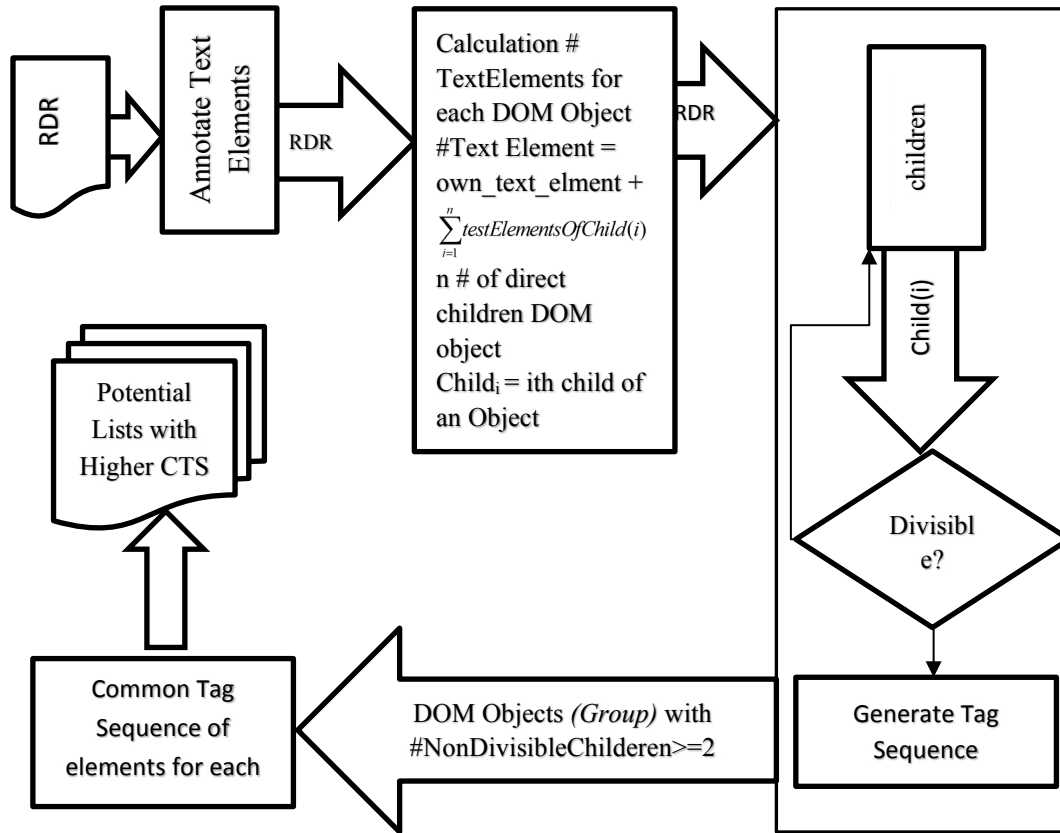 RDR
Annotate Text
Elements
RDR
Calculation #
TextElements for
each DOM Object
#Text Element =
own_text_elment +
\sum_{i=1}^{n} testElementsOfChild(i)
n # of direct
children DOM
object
Child_i = ith child of
an Object
RDR
children
Child(i)
Divisibl
e?
Generate Tag
Sequence
DOM Objects (Group) with
#NonDivisibleChilderen>=2
Common Tag
Sequence of
elements for each
Potential
Lists with
Higher CTS